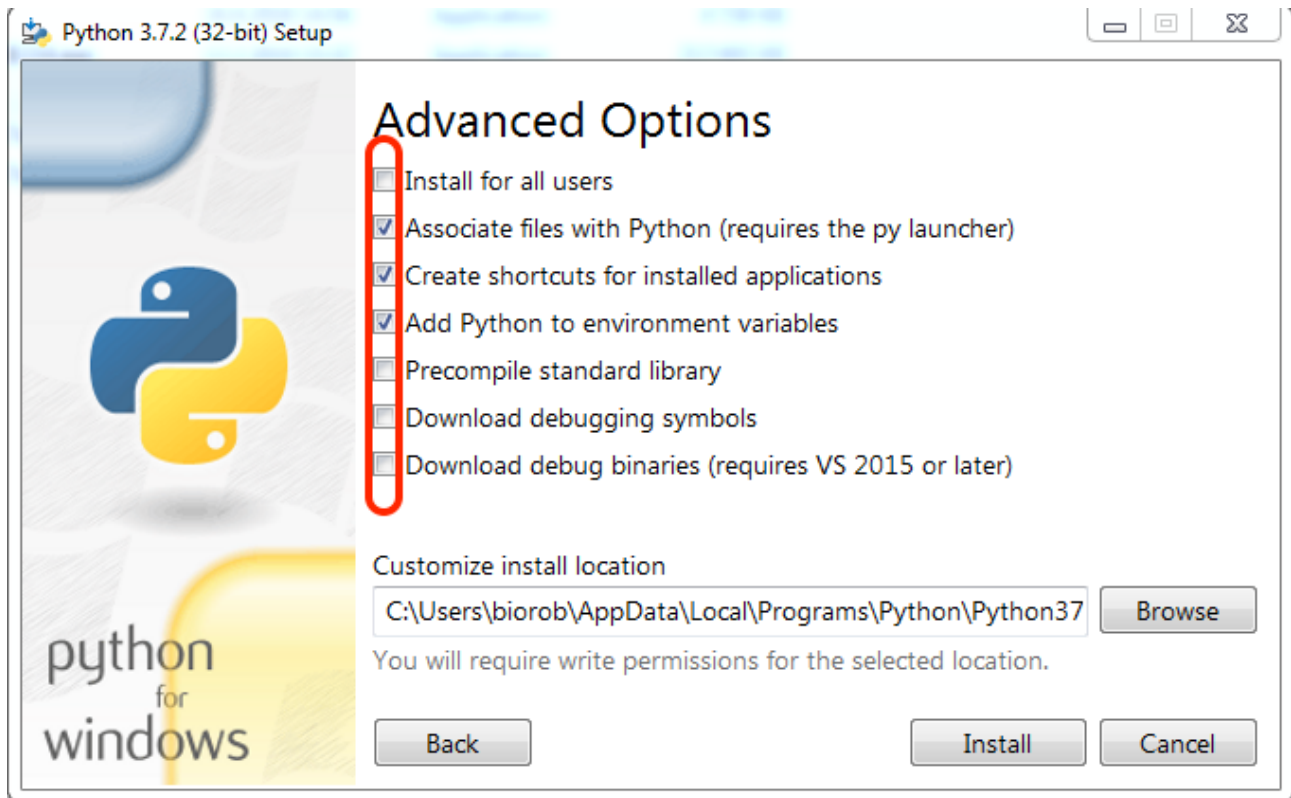 Python 3.7.2 (32-bit) Setup
Advanced Options
Install for all users
Associate files with Python (requires the py launcher)
Create shortcuts for installed applications
Add Python to environment variables
Precompile standard library
Download debugging symbols
Download debug binaries (requires VS 2015 or later)
Customize install location
C:\Users\biorob\AppData\Local\Programs\Python\Python37
Browse
You will require write permissions for the selected location.
python
for
windows
Back
Install
Cancel